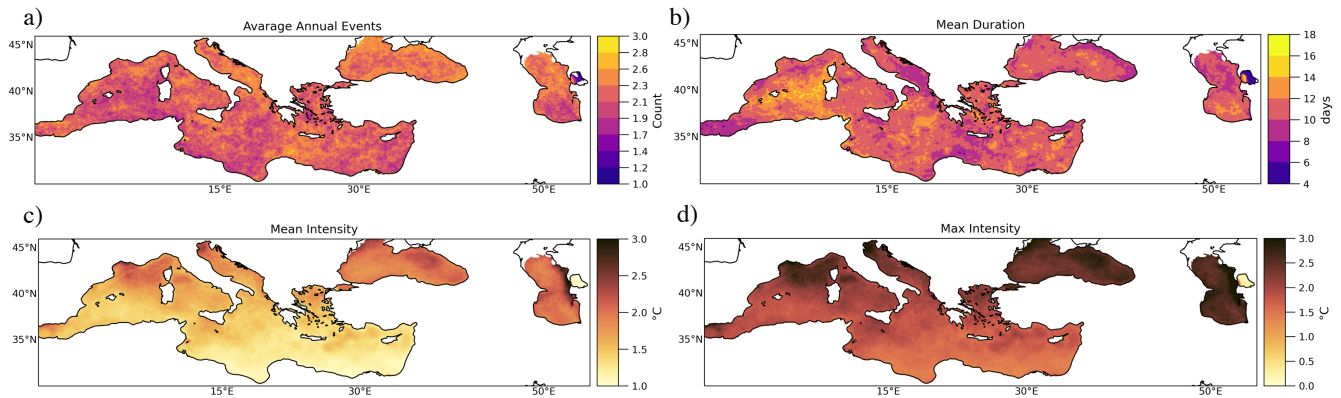 a)
Avarage Annual Events
45°N
40°N
35°N
15°E
30°E
50°E
3.0
2.8
2.6
2.4
2.3
2.1
1.9
1.7
1.4
1.2
1.0
Count
b)
Mean Duration
45°N
40°N
35°N
15°E
30°E
50°E
18
16
14
12
10
8
6
4
days
c)
Mean Intensity
45°N
40°N
35°N
15°E
30°E
50°E
3.0
2.5
2.0
1.5
1.0
°C
d)
Max Intensity
45°N
40°N
35°N
15°E
30°E
50°E
3.0
2.5
2.0
1.5
1.0
0.5
0.0
°C